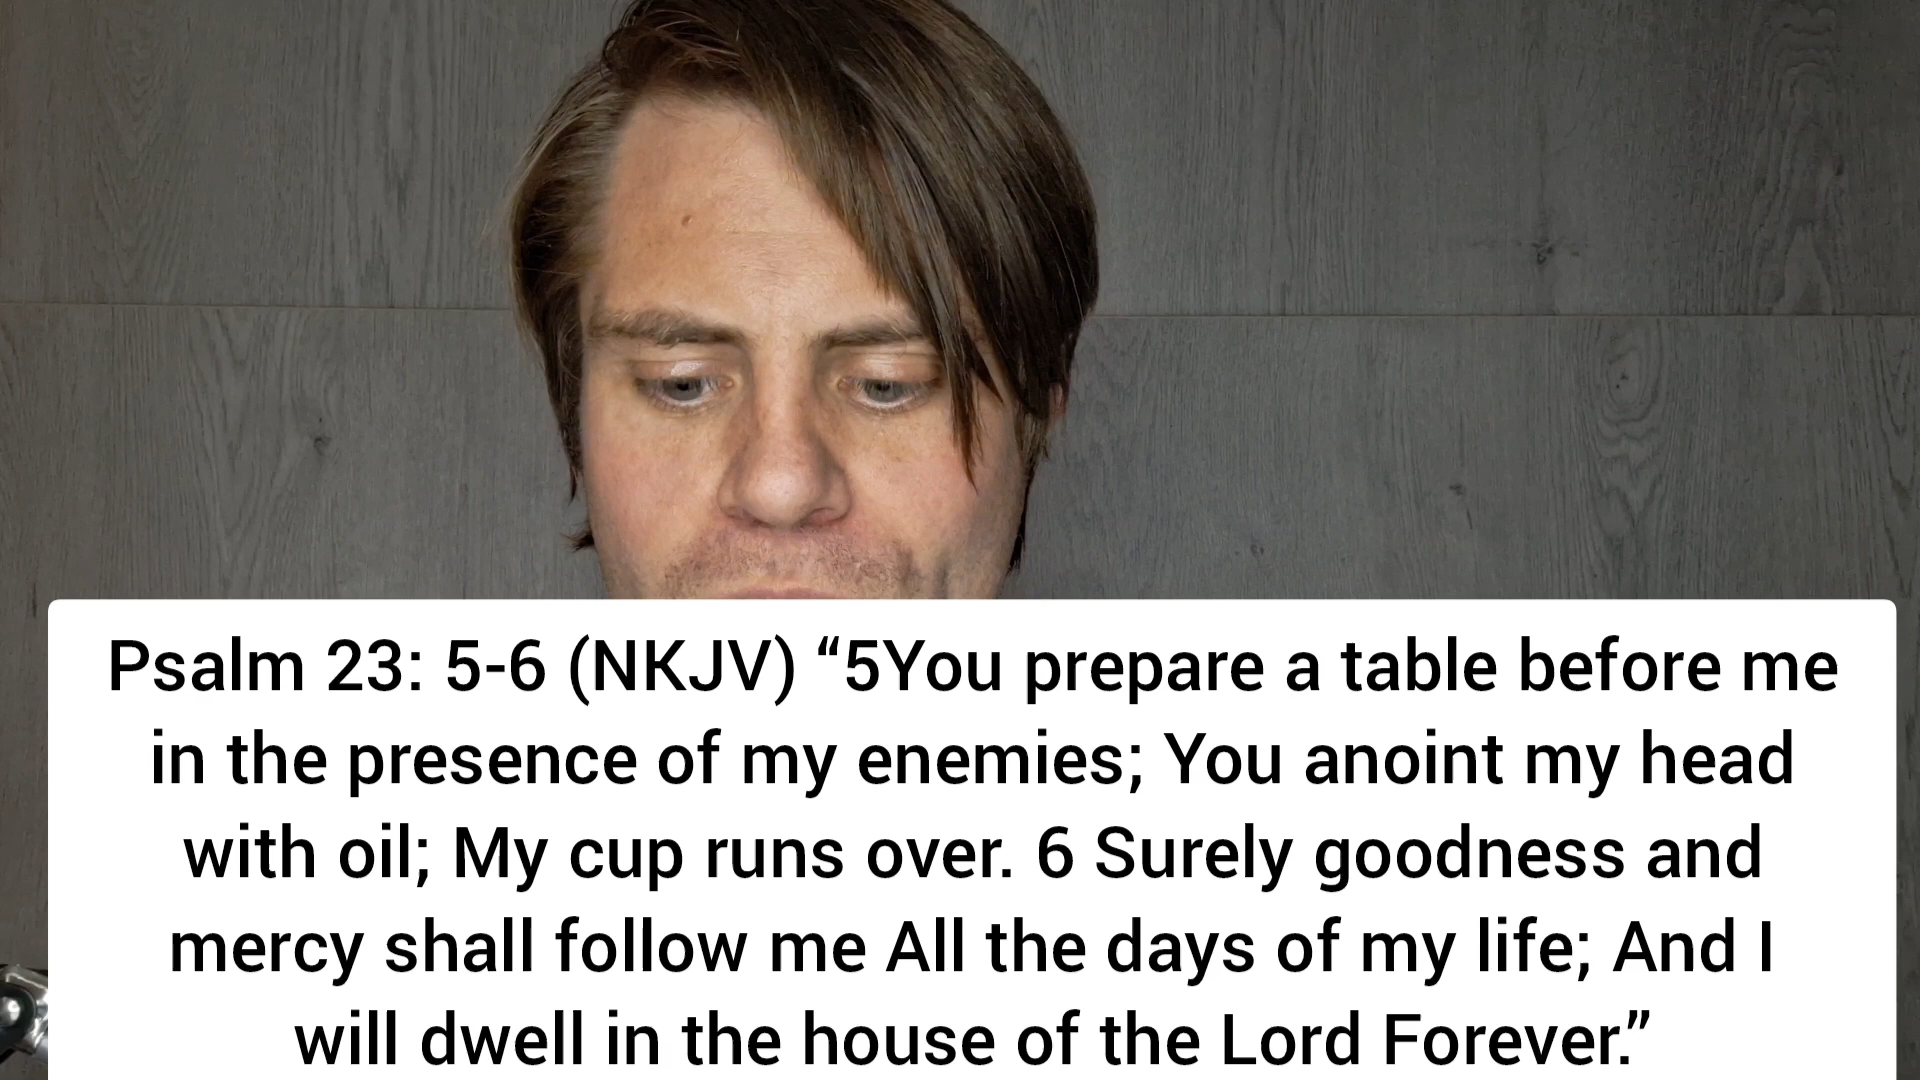 Psalm 23: 5-6 (NKJV) “5You prepare a table before me
in the presence of my enemies; You anoint my head
with oil; My cup runs over. 6 Surely goodness and
mercy shall follow me All the days of my life; And I
will dwell in the house of the Lord Forever.”